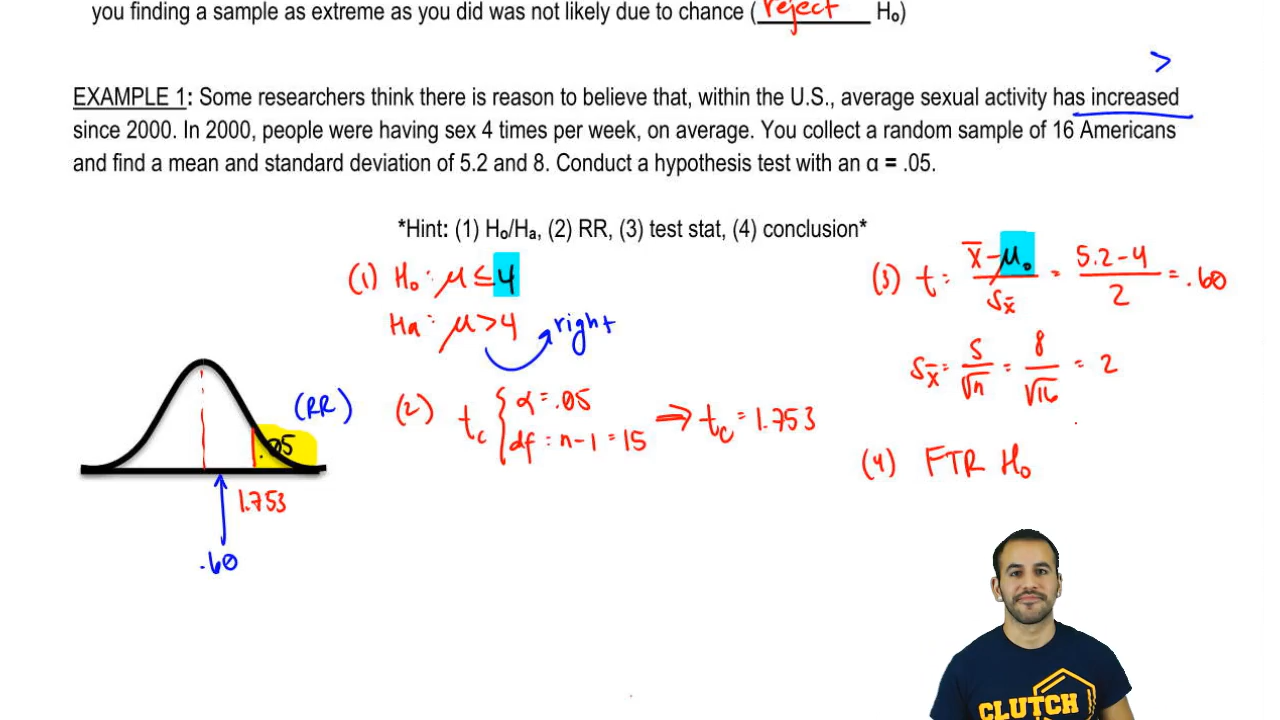 you finding a sample as extreme as you did was not likely due to chance (reject H₀)
>
EXAMPLE 1: Some researchers think there is reason to believe that, within the U.S., average sexual activity has increased
since 2000. In 2000, people were having sex 4 times per week, on average. You collect a random sample of 16 Americans
and find a mean and standard deviation of 5.2 and 8. Conduct a hypothesis test with an α = .05.
*Hint: (1) H₀/Hₐ, (2) RR, (3) test stat, (4) conclusion*
(1) H₀: μ ≤ 4
Ha: μ > 4
right
(RR)
.05
1.753
.60
(2) tc { α = .05
df = n-1 = 15
⇒ tc = 1.753
(3) t = (x̄ - μ₀)/Sx̄ = (5.2 - 4)/2 = .60
Sx̄ = S/√n = 8/√16 = 2
(4) FTR H₀
CLUTCH